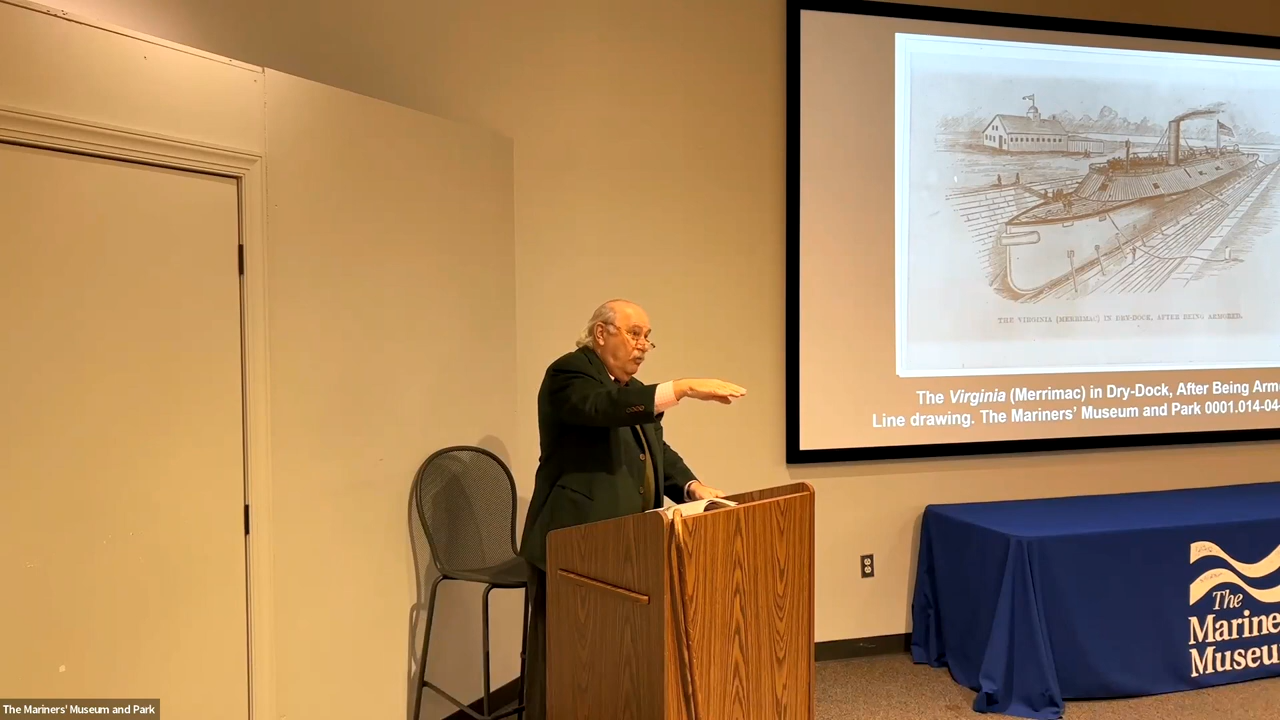 THE VIRGINIA (MERRIMAC) IN DRY-DOCK, AFTER BEING ARMORED.
The Virginia (Merrimac) in Dry-Dock, After Being Arm
Line drawing. The Mariners' Museum and Park 0001.014-04-
The
Marine
Museu
The Mariners' Museum and Park